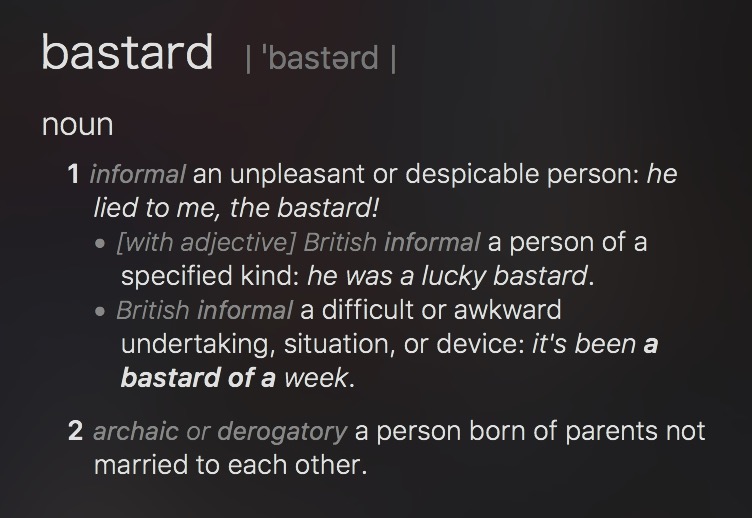 bastard | ˈbastərd |
noun
1 informal an unpleasant or despicable person: he
lied to me, the bastard!
• [with adjective] British informal a person of a
specified kind: he was a lucky bastard.
• British informal a difficult or awkward
undertaking, situation, or device: it's been a
bastard of a week.
2 archaic or derogatory a person born of parents not
married to each other.